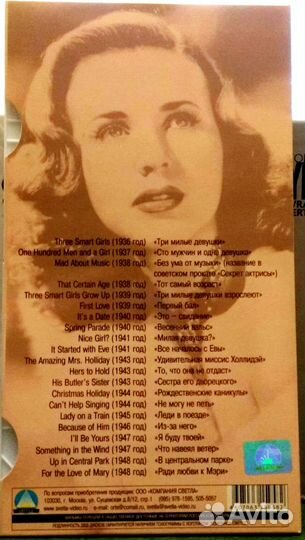 Three Smart Girls (1936 год) «Три милые девушки»
One Hundred Men and a Girl (1937 год) «Сто мужчин и одна девушка»
Mad About Music (1938 год) «Без ума от музыки» (название в
советском прокате «Секрет актрисы»)
That Certain Age (1938 год) «Тот самый возраст»
Three Smart Girls Grow Up (1939 год) «Три милые девушки взрослеют»
First Love (1939 год) «Первый бал»
It's a Date (1940 год) «Это – свидание»
Spring Parade (1940 год) «Весенний вальс»
Nice Girl? (1941 год) «Милая девушка?»
It Started with Eve (1941 год) «Все началось с Евы»
The Amazing Mrs. Holliday (1943 год) «Удивительная миссис Холлидэй»
Hers to Hold (1943 год) «То, что она не отдаст»
His Butler's Sister (1943 год) «Сестра его дворецкого»
Christmas Holiday (1944 год) «Рождественские каникулы»
Can't Help Singing (1944 год) «Не могу не петь»
Lady on a Train (1945 год) «Леди в поезде»
Because of Him (1946 год) «Из-за него»
I'll Be Yours (1947 год) «Я буду твоей»
Something in the Wind (1947 год) «Что навеял ветер»
Up in Central Park (1948 год) «В центральном парке»
For the Love of Mary (1948 год) «Ради любви к Мэри»
По вопросам приобретения продукции: ООО «КОМПАНИЯ СВЕТЛА»
Avito